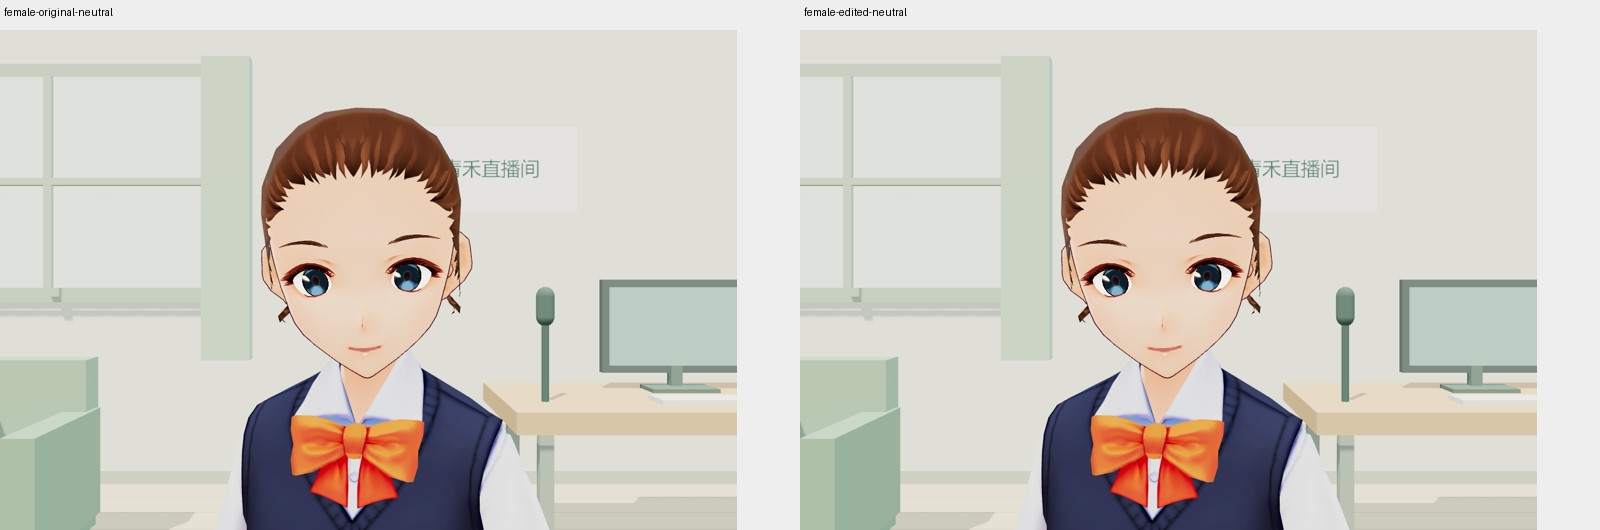 female-original-neutral
female-edited-neutral
禾直播间
禾直播间